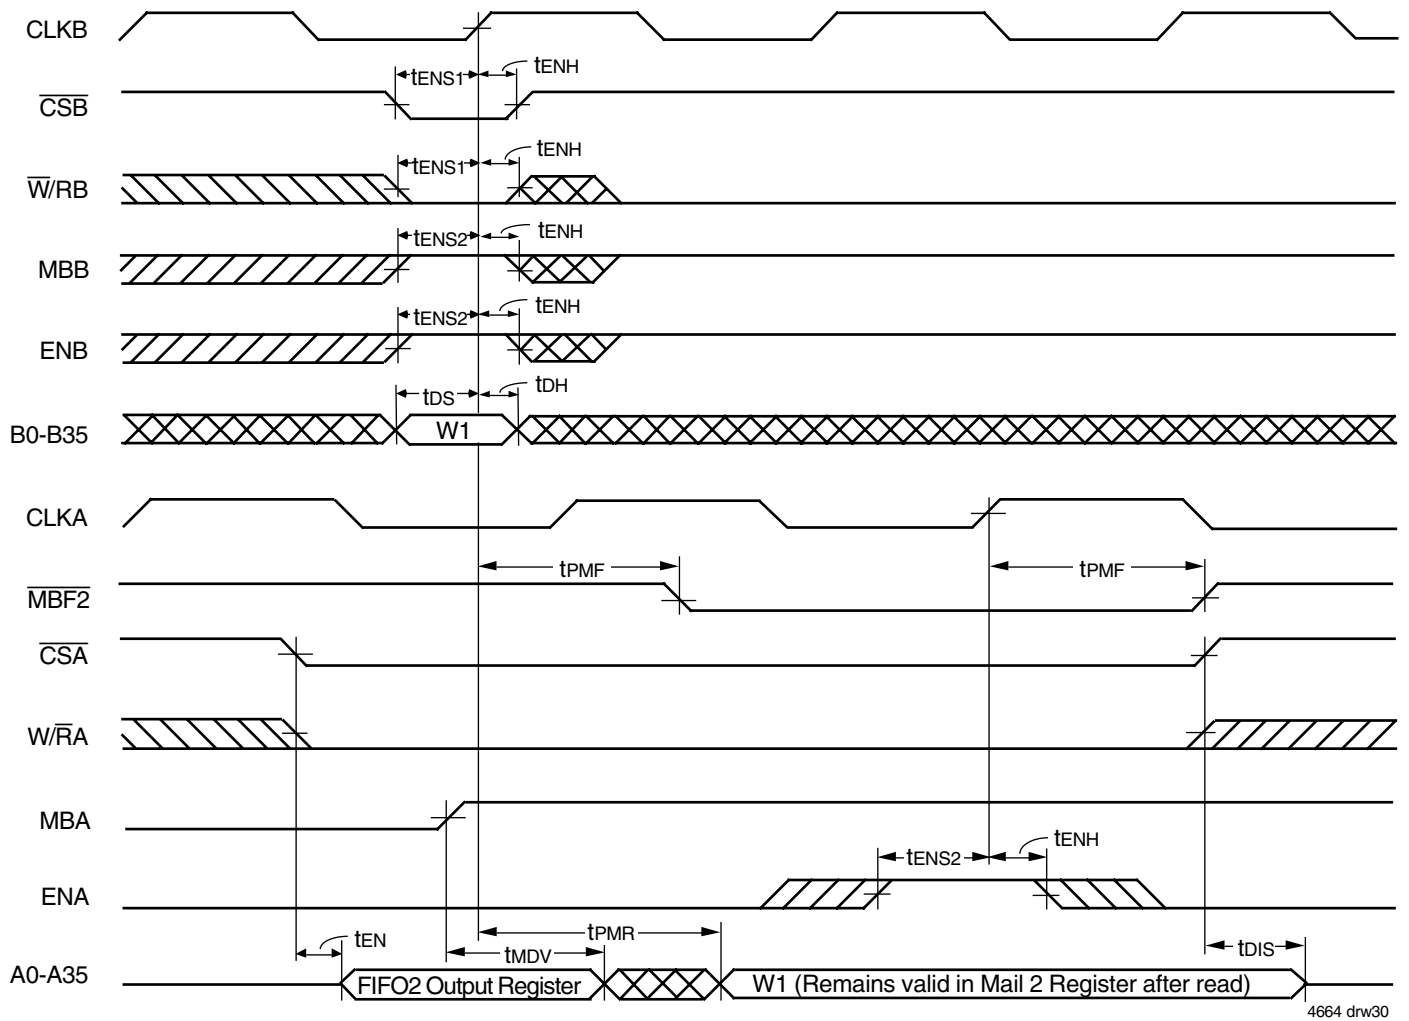 CLKB
tENS1 tENH
CSB
tENS1 tENH
W/RB
tENS2 tENH
MBB
tENS2 tENH
ENB
tDS tDH
B0-B35 W1
CLKA
tPMF tPMF
MBF2
CSA
W/RA
MBA
tENS2 tENH
ENA
tEN tMDV tPMR tDIS
A0-A35 FIFO2 Output Register W1 (Remains valid in Mail 2 Register after read)
4664 drw30